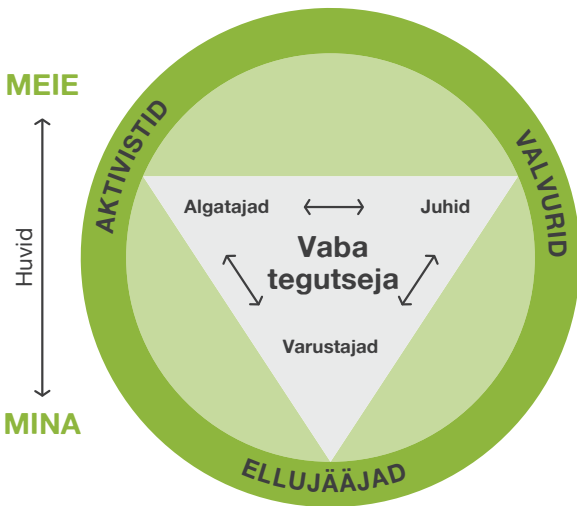 MEIE
AKTIVISTID
VALVURID
Algatajad
Juhid
Huvid
Vaba
tegutseja
Varustajad
MINA
ELLUJÄÄJAD